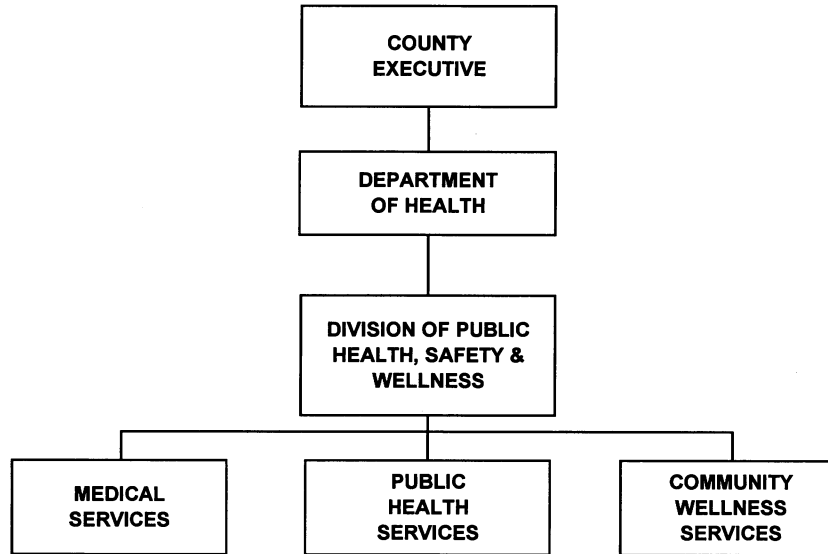 COUNTY
EXECUTIVE
DEPARTMENT
OF HEALTH
DIVISION OF PUBLIC
HEALTH, SAFETY &
WELLNESS
MEDICAL
SERVICES
PUBLIC
HEALTH
SERVICES
COMMUNITY
WELLNESS
SERVICES